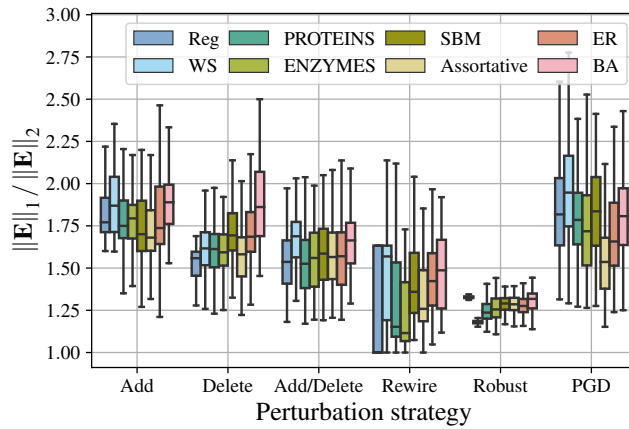 3.00
2.75
2.50
2.25
2.00
1.75
1.50
1.25
1.00
‖E‖₁ / ‖E‖₂
Reg PROTEINS SBM ER
WS ENZYMES Assortative BA
Add Delete Add/Delete Rewire Robust PGD
Perturbation strategy